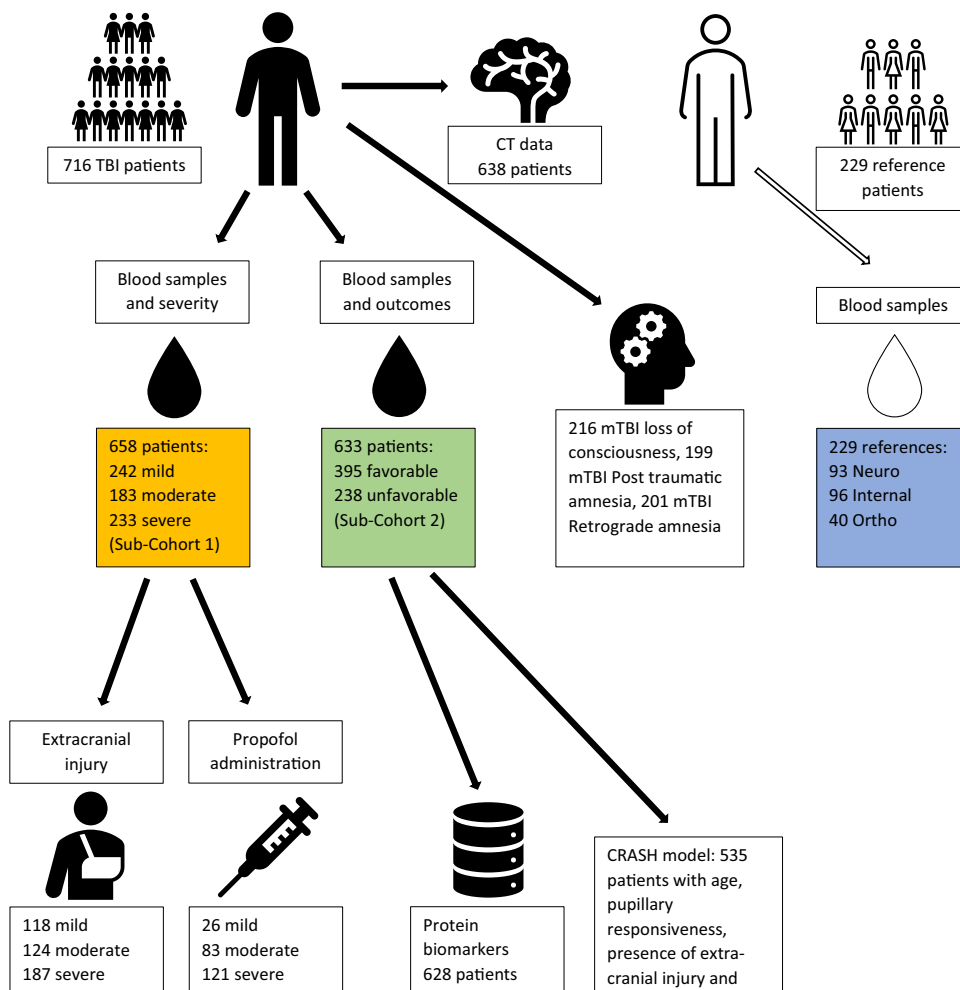 716 TBI patients
CT data
638 patients
229 reference
patients
Blood samples
and severity
Blood samples
and outcomes
Blood samples
658 patients:
242 mild
183 moderate
233 severe
(Sub-Cohort 1)
633 patients:
395 favorable
238 unfavorable
(Sub-Cohort 2)
216 mTBI loss of
consciousness, 199
mTBI Post traumatic
amnesia, 201 mTBI
Retrograde amnesia
229 references:
93 Neuro
96 Internal
40 Ortho
Extracranial
injury
Propofol
administration
118 mild
124 moderate
187 severe
26 mild
83 moderate
121 severe
Protein
biomarkers
628 patients
CRASH model: 535
patients with age,
pupillary
responsiveness,
presence of extra-
cranial injury and